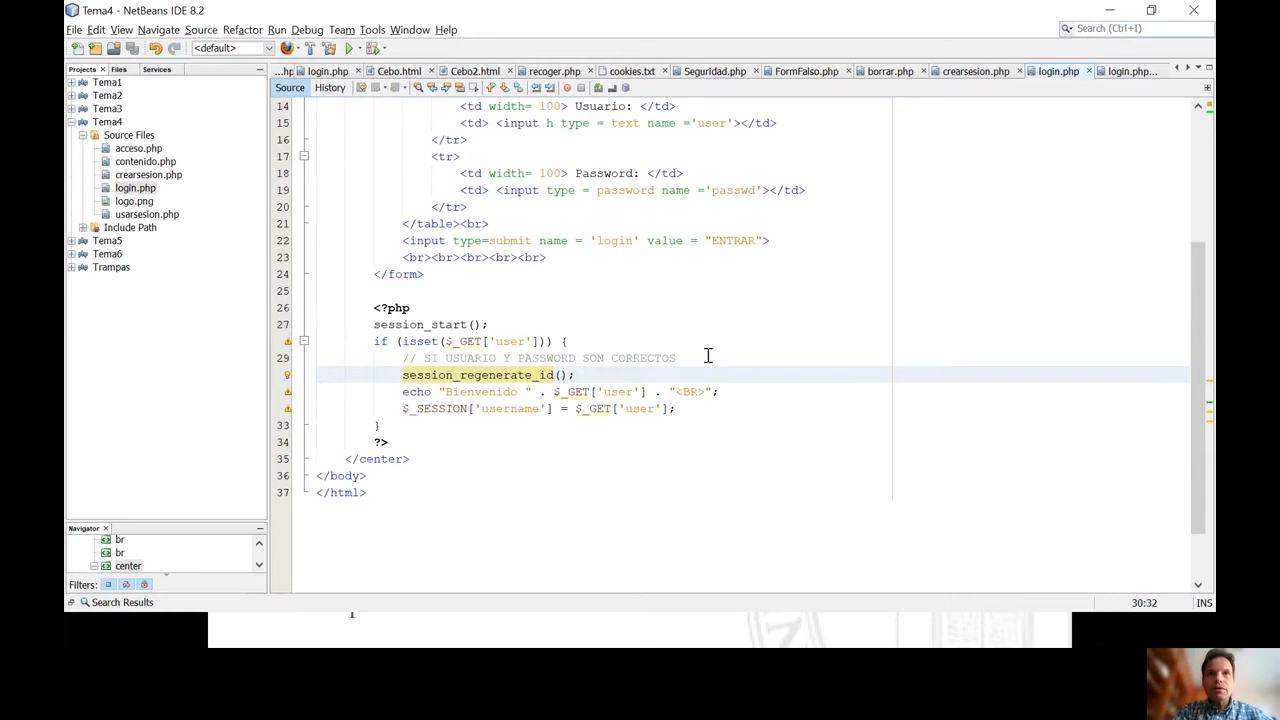 Tema4 - NetBeans IDE 8.2
File Edit View Navigate Source Refactor Run Debug Team Tools Window Help
Search (Ctrl+I)
<default>
Projects Files Services
...hp login.php Cebo.html Cebo2.html recoger.php cookies.txt Seguridad.php FormFalso.php borrar.php crearsesion.php login.php login.php...
Source History
Tema1
Tema2
Tema3
Tema4
Source Files
acceso.php
contenido.php
crearsesion.php
login.php
logo.png
usarsesion.php
Include Path
Tema5
Tema6
Trampas
14 <td width= 100> Usuario: </td>
15 <td> <input h type = text name ='user'></td>
16 </tr>
17 <tr>
18 <td width= 100> Password: </td>
19 <td> <input type = password name ='passwd'></td>
20 </tr>
21 </table><br>
22 <input type=submit name = 'login' value = "ENTRAR">
23 <br><br><br><br><br>
24 </form>
25
26 <?php
27 session_start();
if (isset($_GET['user'])) {
29 // SI USUARIO Y PASSWORD SON CORRECTOS
session_regenerate_id();
echo "Bienvenido " . $_GET['user'] . "<BR>";
$_SESSION['username'] = $_GET['user'];
33 }
34 ?>
35 </center>
36 </body>
37 </html>
Navigator
br
br
center
Filters:
Search Results
30:32 INS